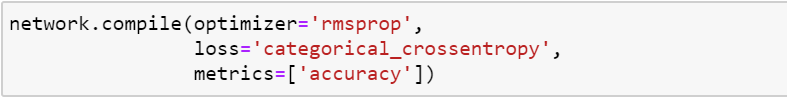 network.compile(optimizer='rmsprop',
                loss='categorical_crossentropy',
                metrics=['accuracy'])